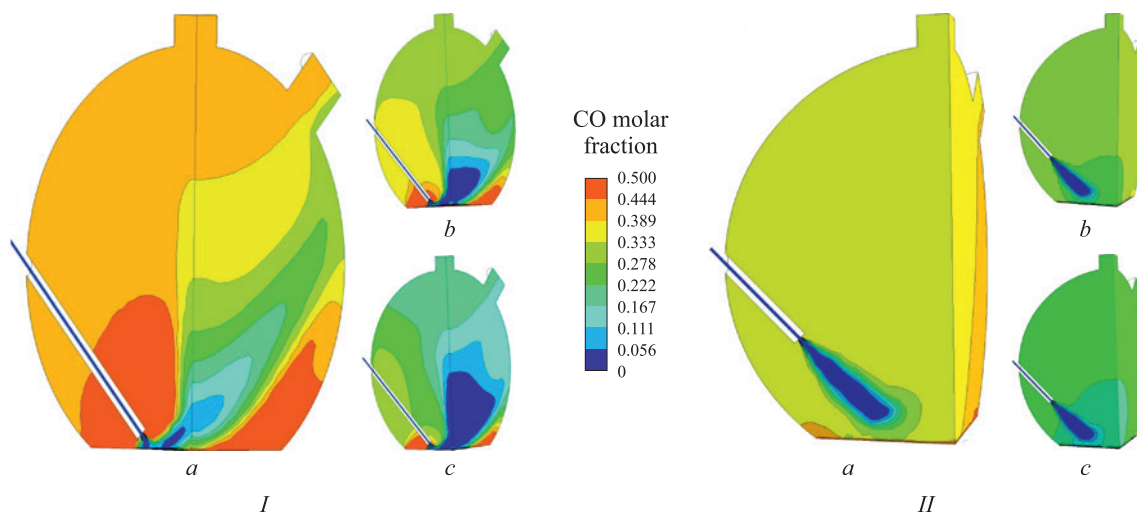 CO molar
fraction
0.500
0.444
0.389
0.333
0.278
0.222
0.167
0.111
0.056
0
b
b
a
c
a
c
I
II